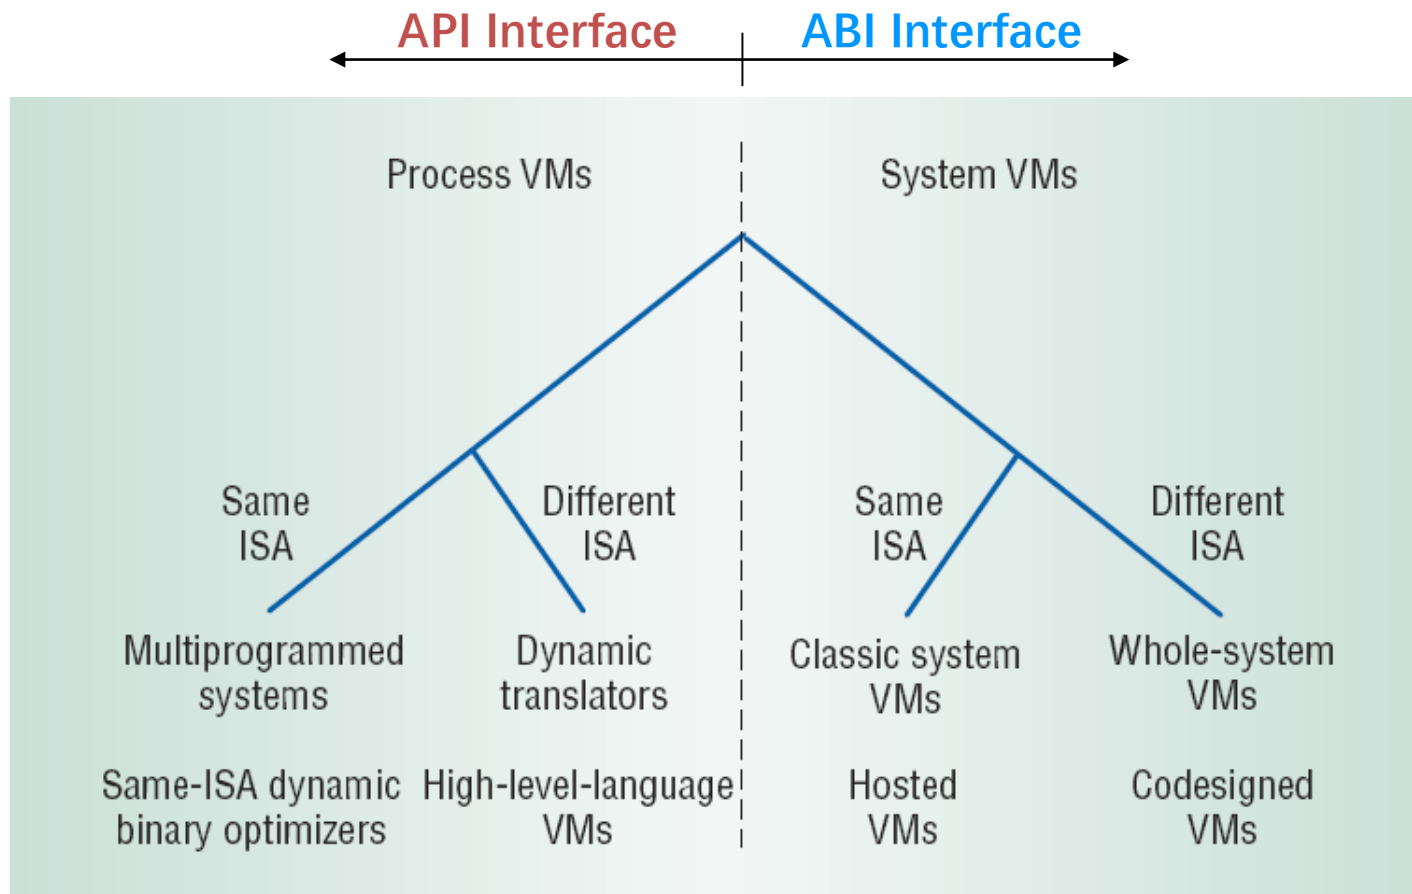 API Interface
ABI Interface
Process VMs
System VMs
Same
ISA
Different
ISA
Same
ISA
Different
ISA
Multiprogrammed
systems
Dynamic
translators
Classic system
VMs
Whole-system
VMs
Same-ISA dynamic
binary optimizers
High-level-language
VMs
Hosted
VMs
Codesigned
VMs